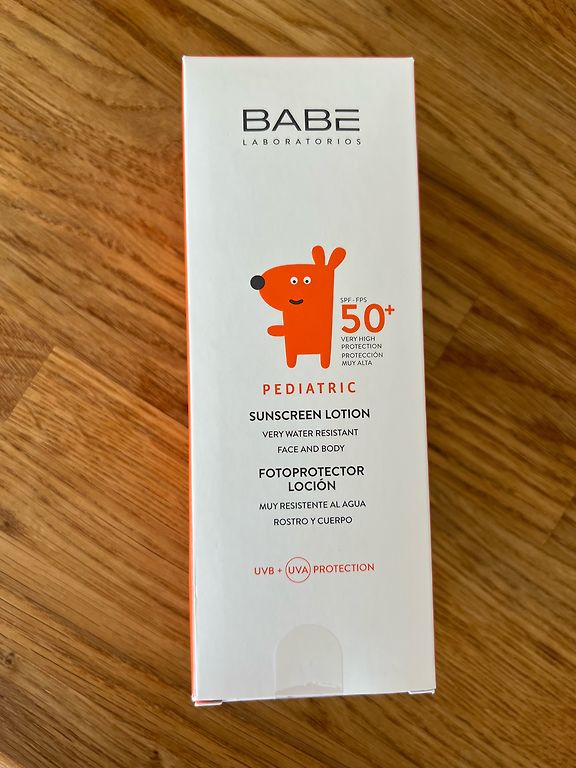 BABE
LABORATORIOS
SPF - FPS
50+
VERY HIGH
PROTECTION
PROTECCIÓN
MUY ALTA
PEDIATRIC
SUNSCREEN LOTION
VERY WATER RESISTANT
FACE AND BODY
FOTOPROTECTOR
LOCIÓN
MUY RESISTENTE AL AGUA
ROSTRO Y CUERPO
UVB + UVA PROTECTION